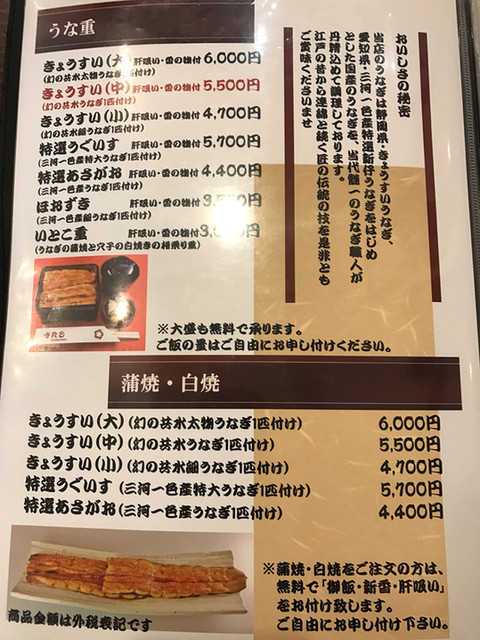 うな重
きょうすい(大) 肝吸い・香の物付 6,000円
(幻の共水太物うなぎ1匹付け)
きょうすい(中) 肝吸い・香の物付 5,500円
(幻の共水うなぎ1匹付け)
きょうすい(小) 肝吸い・香の物付 4,700円
(幻の共水細うなぎ1匹付け)
特選うぐいす 肝吸い・香の物付 5,700円
(三河一色産特大うなぎ1匹付け)
特選あさがお 肝吸い・香の物付 4,400円
(三河一色産うなぎ1匹付け)
ほおずき 肝吸い・香の物付
(三河一色産細うなぎ1匹付け)
いとこ重 肝吸い・香の物付
(うなぎの蒲焼と穴子の白焼きの相乗り重)
おいしさの秘密
当店のうなぎは静岡県・きょうすいうなぎ、
愛知県・三河一色産特選新仔うなぎをはじめ
とした国産のうなぎを、当代髄一のうなぎ職人が
丹精込めて調理しております。
江戸の昔から連綿と続く匠の伝統の技を是非とも
ご賞味くださいませ
※大盛も無料で承ります。
ご飯の量はご自由にお申し付けください。
蒲焼・白焼
きょうすい(大)(幻の共水太物うなぎ1匹付け) 6,000円
きょうすい(中)(幻の共水うなぎ1匹付け) 5,500円
きょうすい(小)(幻の共水細うなぎ1匹付け) 4,700円
特選うぐいす(三河一色産特大うなぎ1匹付け) 5,700円
特選あさがお(三河一色産うなぎ1匹付け) 4,400円
商品金額は外税表記です
※蒲焼・白焼をご注文の方は、
無料で「御飯・新香・肝吸い」
をお付け致します。
ご自由にお申し付け下さい。